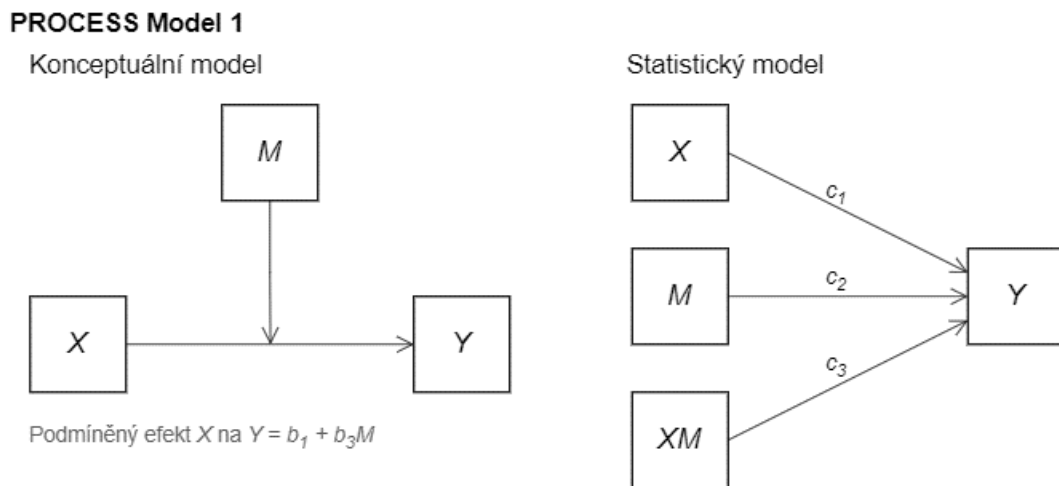 PROCESS Model 1
Konceptuální model
M
X
Y
Podmíněný efekt X na Y = b₁ + b₃M
Statistický model
X
c₁
M
c₂
Y
c₃
XM